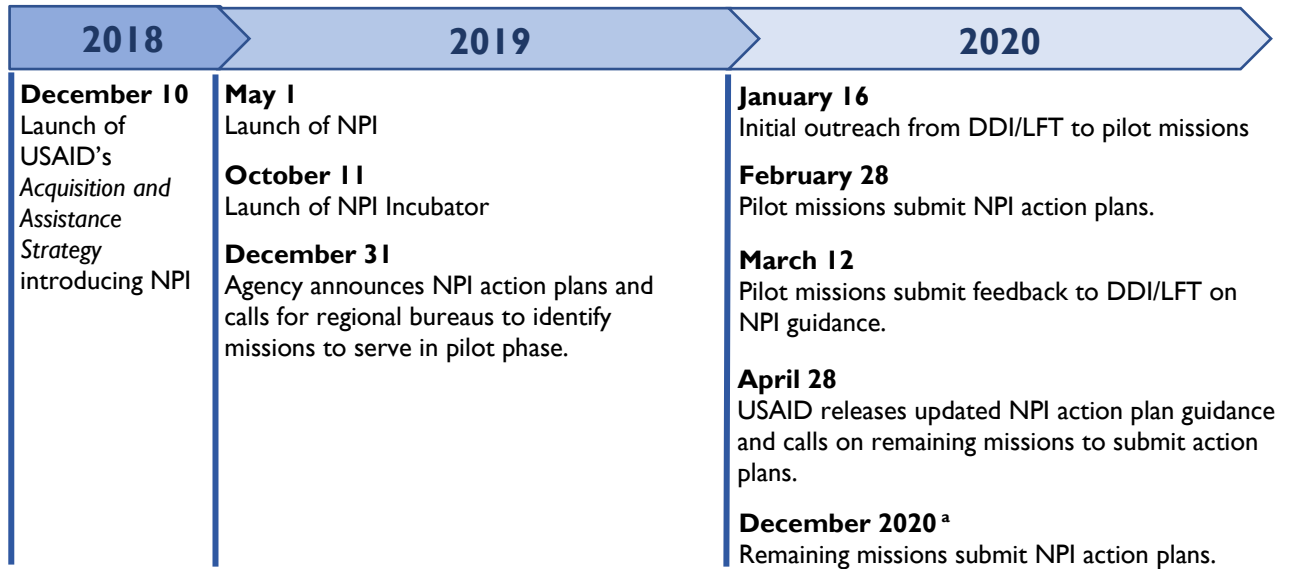 2018
2019
2020
December 10
Launch of
USAID’s
Acquisition and
Assistance
Strategy
introducing NPI
May 1
Launch of NPI
October 11
Launch of NPI Incubator
December 31
Agency announces NPI action plans and
calls for regional bureaus to identify
missions to serve in pilot phase.
January 16
Initial outreach from DDI/LFT to pilot missions
February 28
Pilot missions submit NPI action plans.
March 12
Pilot missions submit feedback to DDI/LFT on
NPI guidance.
April 28
USAID releases updated NPI action plan guidance
and calls on remaining missions to submit action
plans.
December 2020 a
Remaining missions submit NPI action plans.